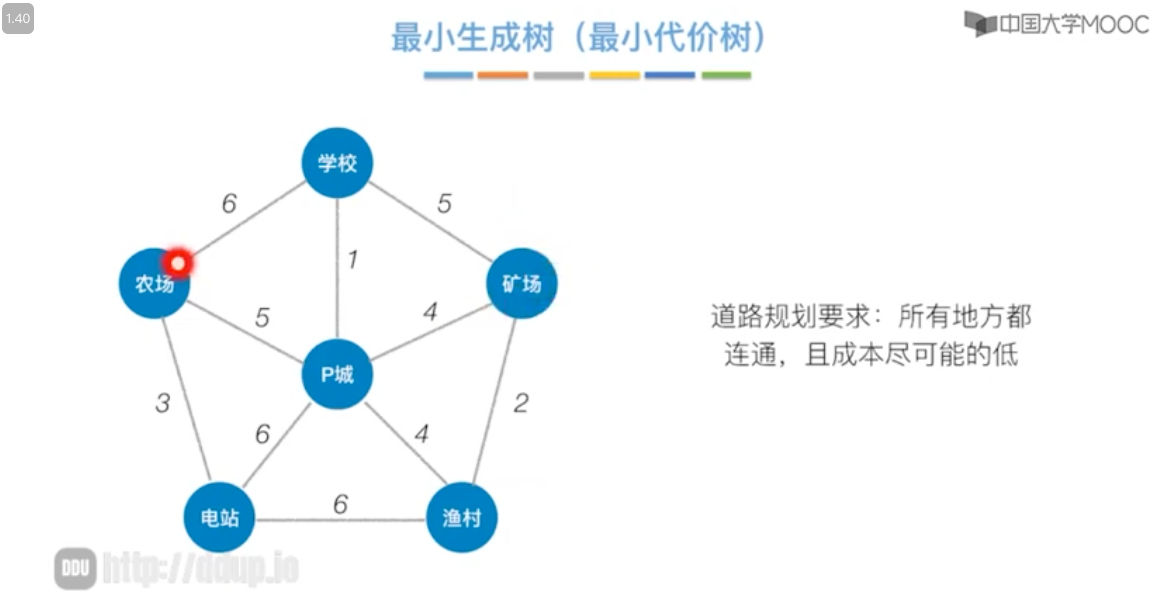 1.40
最小生成树（最小代价树）
中国大学MOOC
学校
6
5
农场
1
矿场
5
4
道路规划要求：所有地方都
连通，且成本尽可能的低
P城
3
2
6
4
电站
6
渔村
DDU http://ddup.io